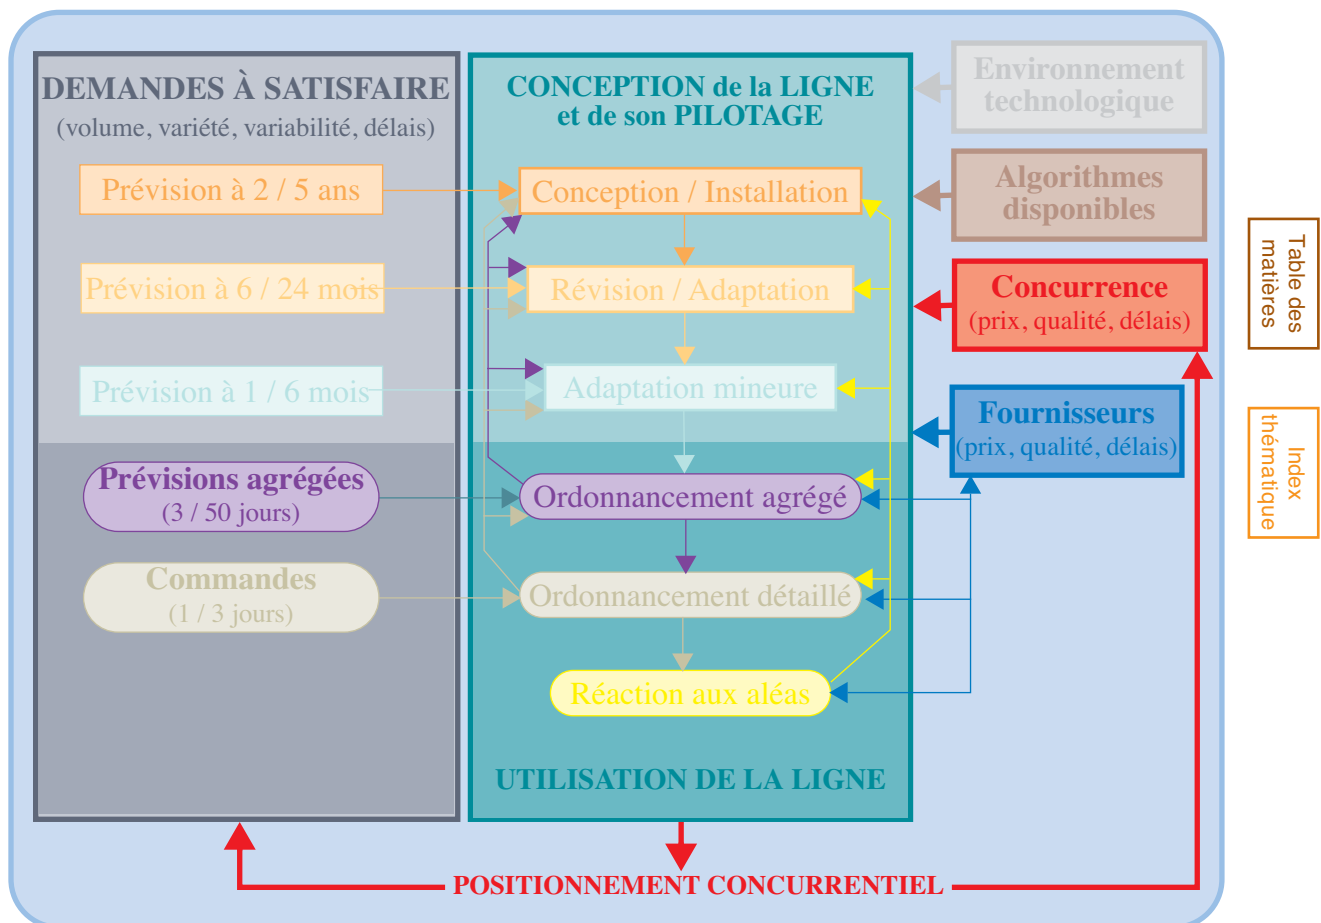 DEMANDES À SATISFAIRE
(volume, variété, variabilité, délais)
Prévision à 2 / 5 ans
Prévision à 6 / 24 mois
Prévision à 1 / 6 mois
Prévisions agrégées
(3 / 50 jours)
Commandes
(1 / 3 jours)
CONCEPTION de la LIGNE
et de son PILOTAGE
Conception / Installation
Révision / Adaptation
Adaptation mineure
Ordonnancement agrégé
Ordonnancement détaillé
Réaction aux aléas
UTILISATION DE LA LIGNE
Environnement
technologique
Algorithmes
disponibles
Concurrence
(prix, qualité, délais)
Fournisseurs
(prix, qualité, délais)
POSITIONNEMENT CONCURRENTIEL
Table des
matières
Index
thématique